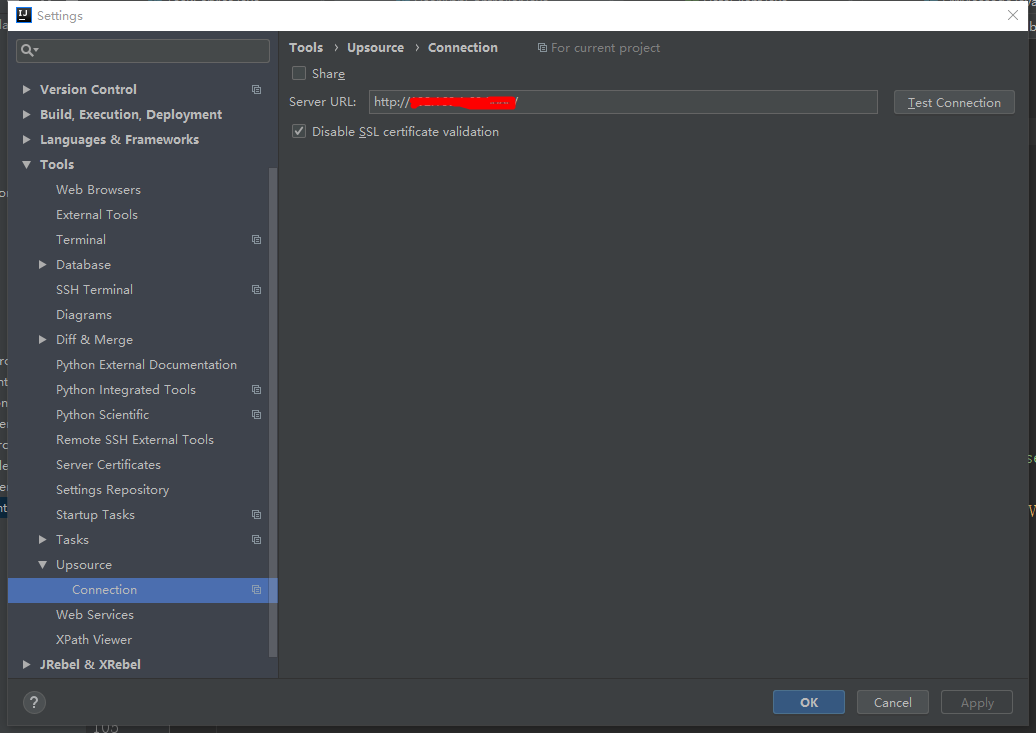 Settings
Tools › Upsource › Connection For current project
Share
Server URL: http:// / Test Connection
Disable SSL certificate validation
Version Control
Build, Execution, Deployment
Languages & Frameworks
Tools
Web Browsers
External Tools
Terminal
Database
SSH Terminal
Diagrams
Diff & Merge
Python External Documentation
Python Integrated Tools
Python Scientific
Remote SSH External Tools
Server Certificates
Settings Repository
Startup Tasks
Tasks
Upsource
Connection
Web Services
XPath Viewer
JRebel & XRebel
?
OK
Cancel
Apply
105